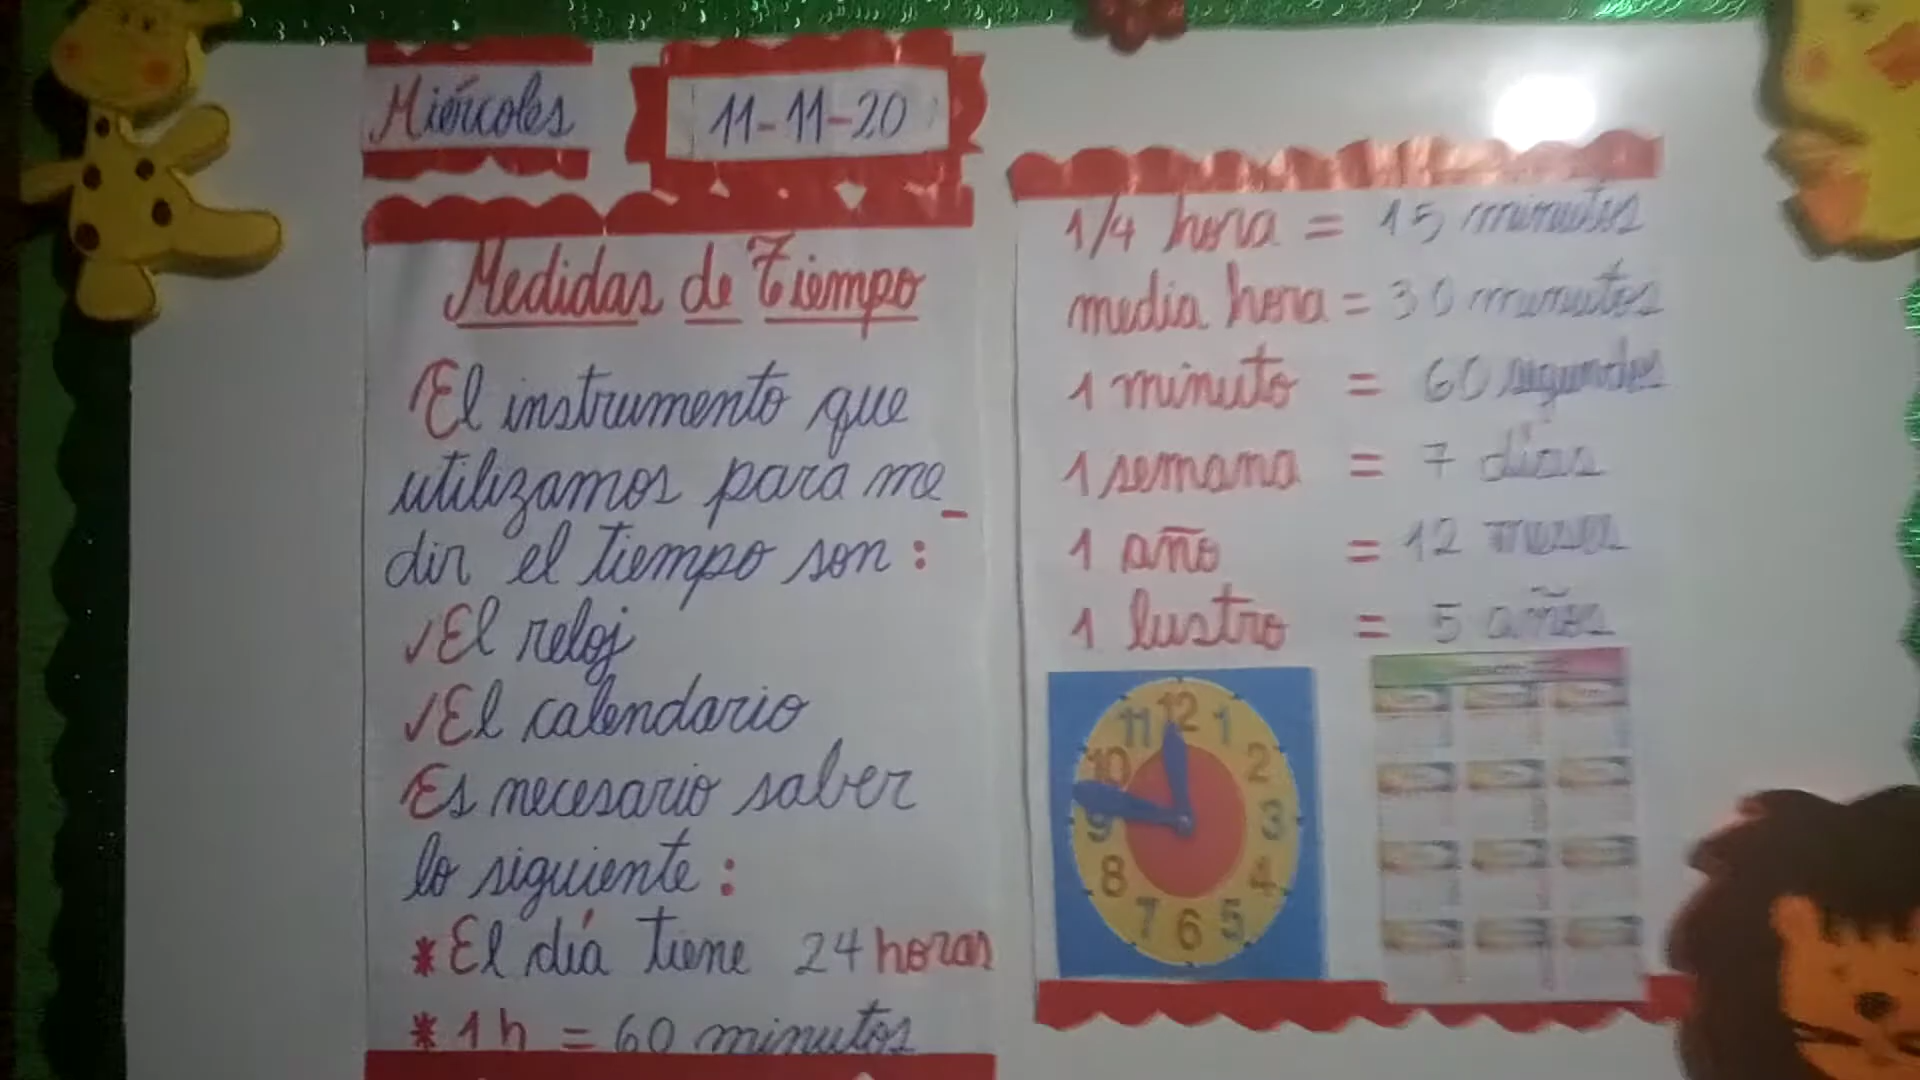 Miércoles
11-11-20
Medidas de Tiempo
El instrumento que
utilizamos para me_
dir el tiempo son :
✓El reloj
✓El calendario
Es necesario saber
lo siguiente :
*El día tiene 24 horas
*1 h = 60 minutos
1/4 hora = 15 minutos
media hora = 30 minutos
1 minuto = 60 segundos
1 semana = 7 días
1 año = 12 meses
1 lustro = 5 años
12
1
2
3
4
5
6
7
8
9
10
11